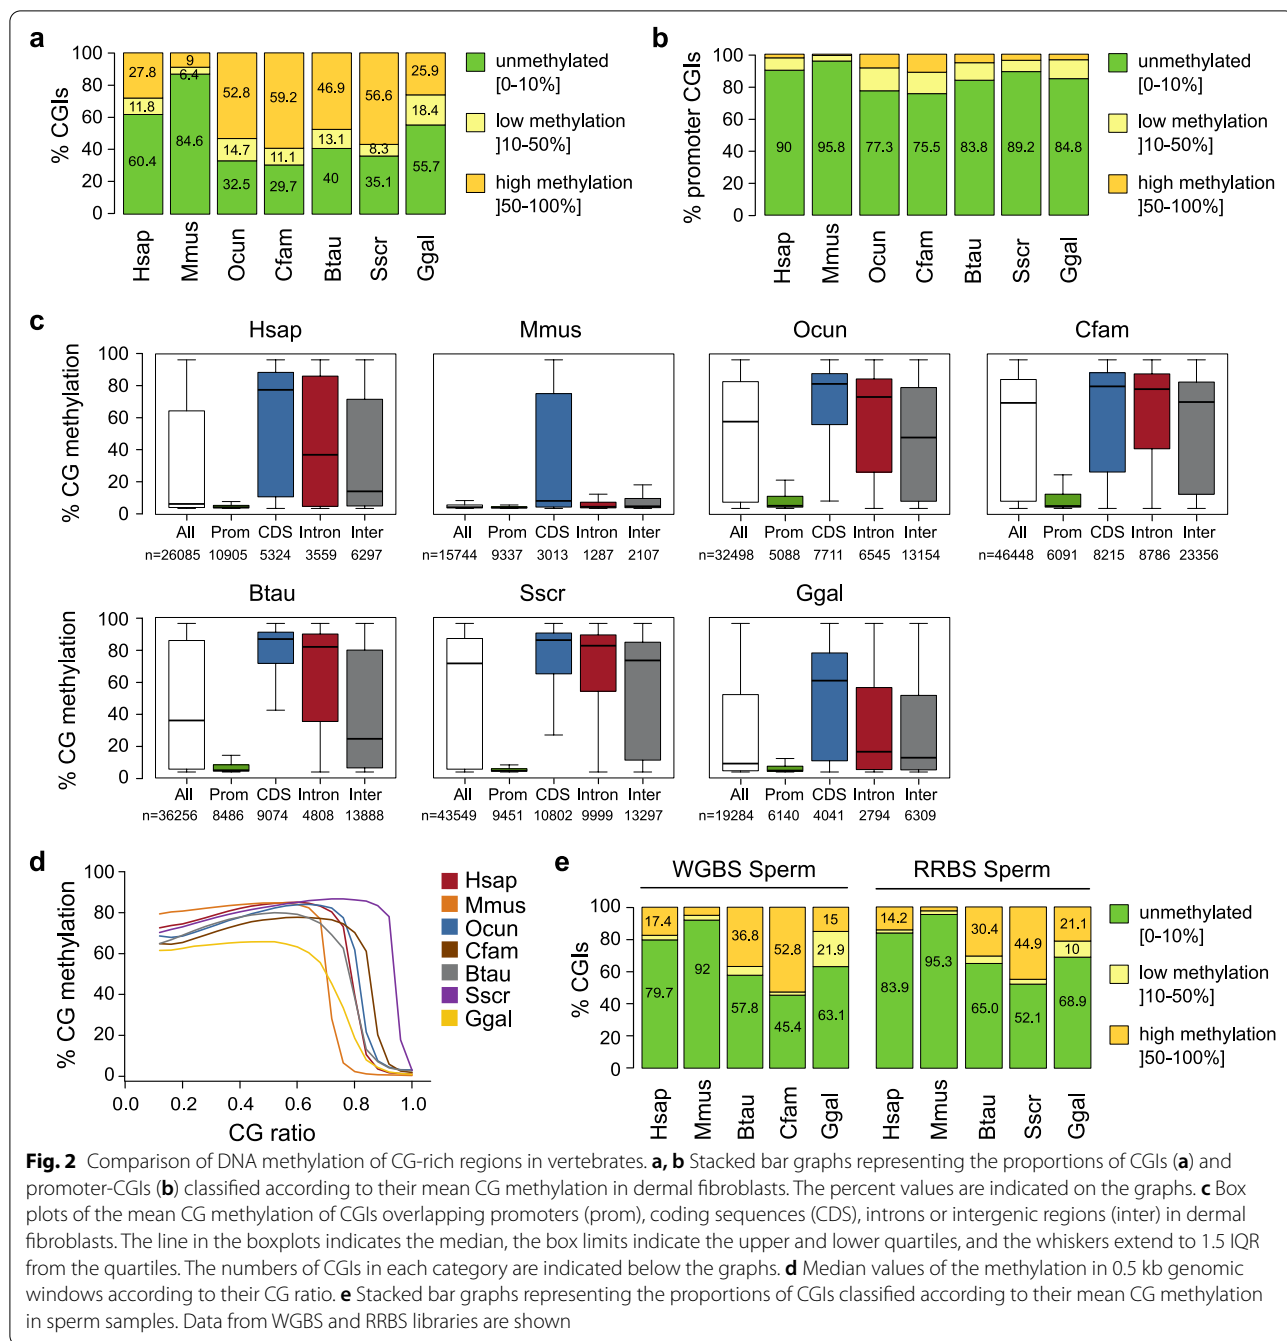 a
% CGIs
100
80
60
40
20
0
27.8
11.8
60.4
9
6.4
84.6
52.8
14.7
32.5
59.2
11.1
29.7
46.9
13.1
40
56.6
8.3
35.1
25.9
18.4
55.7
Hsap Mmus Ocun Cfam Btau Sscr Ggal
unmethylated
[0-10%]
low methylation
]10-50%]
high methylation
]50-100%]
b
% promoter CGIs
100
80
60
40
20
0
90 95.8 77.3 75.5 83.8 89.2 84.8
Hsap Mmus Ocun Cfam Btau Sscr Ggal
unmethylated
[0-10%]
low methylation
]10-50%]
high methylation
]50-100%]
c
Hsap
% CG methylation
100
80
60
40
20
0
All Prom CDS Intron Inter
n=26085 10905 5324 3559 6297
Mmus
All Prom CDS Intron Inter
n=15744 9337 3013 1287 2107
Ocun
All Prom CDS Intron Inter
n=32498 5088 7711 6545 13154
Cfam
All Prom CDS Intron Inter
n=46448 6091 8215 8786 23356
Btau
% CG methylation
100
80
60
40
20
0
All Prom CDS Intron Inter
n=36256 8486 9074 4808 13888
Sscr
All Prom CDS Intron Inter
n=43549 9451 10802 9999 13297
Ggal
All Prom CDS Intron Inter
n=19284 6140 4041 2794 6309
d
% CG methylation
100
80
60
40
20
0
0.0 0.2 0.4 0.6 0.8 1.0
CG ratio
Hsap
Mmus
Ocun
Cfam
Btau
Sscr
Ggal
e
WGBS Sperm
RRBS Sperm
% CGIs
100
80
60
40
20
0
17.4
79.7
92
36.8
57.8
52.8
45.4
15
21.9
63.1
Hsap Mmus Btau Cfam Ggal
14.2
83.9
95.3
30.4
65.0
44.9
52.1
21.1
10
68.9
Hsap Mmus Btau Sscr Ggal
unmethylated
[0-10%]
low methylation
]10-50%]
high methylation
]50-100%]
Fig. 2 Comparison of DNA methylation of CG-rich regions in vertebrates. a, b Stacked bar graphs representing the proportions of CGIs (a) and
promoter-CGIs (b) classified according to their mean CG methylation in dermal fibroblasts. The percent values are indicated on the graphs. c Box
plots of the mean CG methylation of CGIs overlapping promoters (prom), coding sequences (CDS), introns or intergenic regions (inter) in dermal
fibroblasts. The line in the boxplots indicates the median, the box limits indicate the upper and lower quartiles, and the whiskers extend to 1.5 IQR
from the quartiles. The numbers of CGIs in each category are indicated below the graphs. d Median values of the methylation in 0.5 kb genomic
windows according to their CG ratio. e Stacked bar graphs representing the proportions of CGIs classified according to their mean CG methylation
in sperm samples. Data from WGBS and RRBS libraries are shown